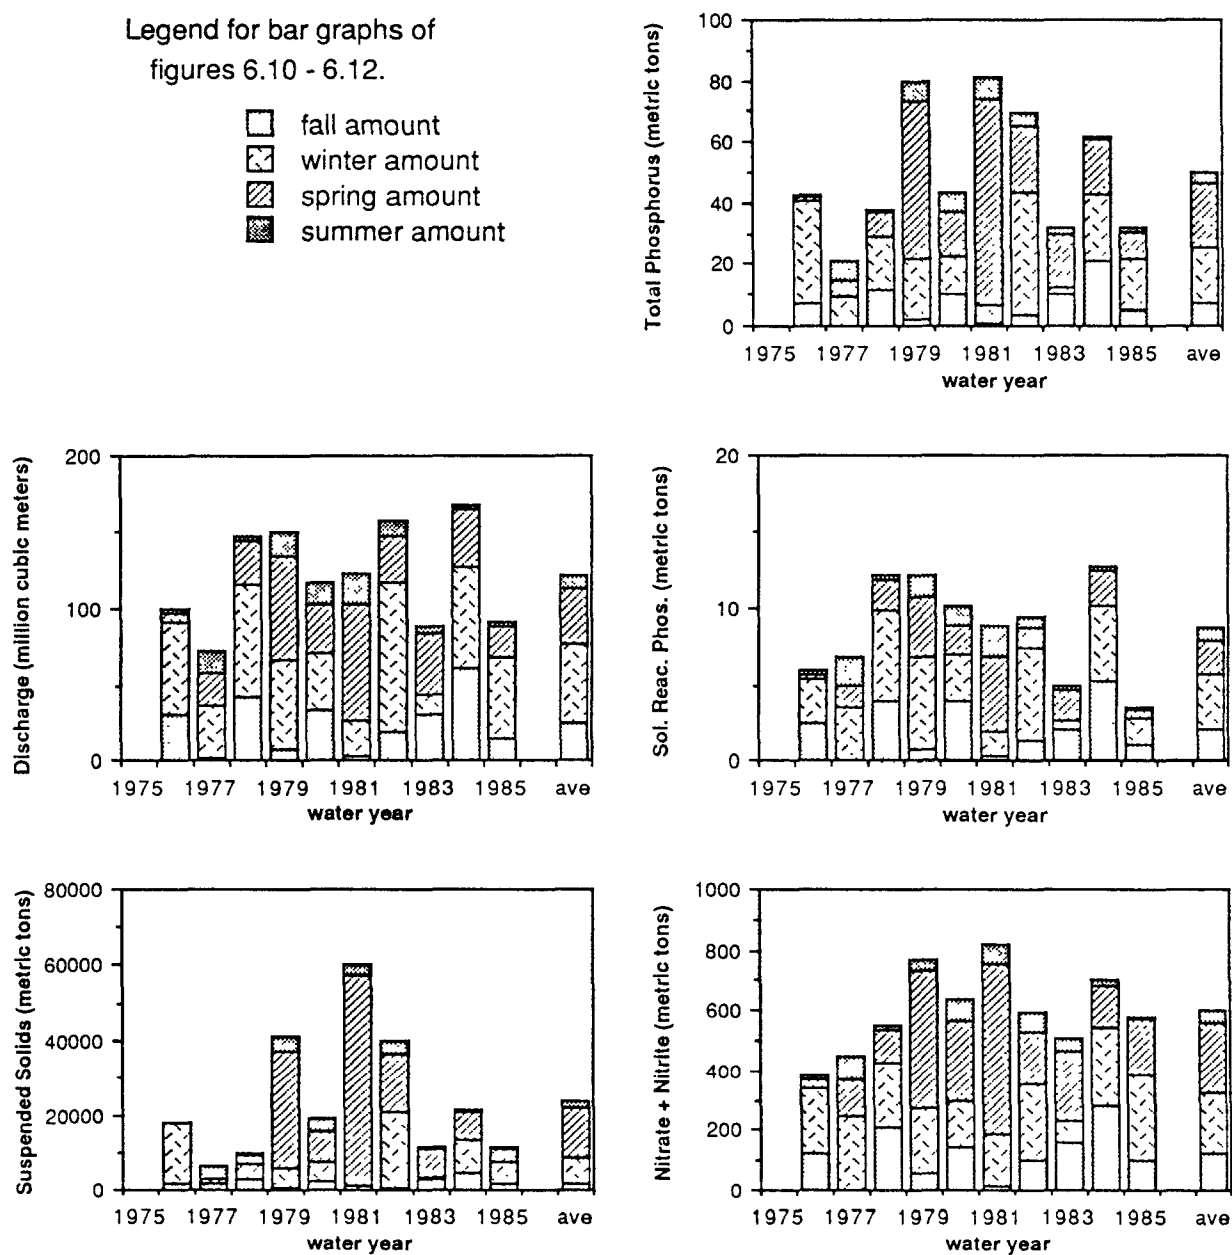 Legend for bar graphs of
figures 6.10 - 6.12.
fall amount
winter amount
spring amount
summer amount
Total Phosphorus (metric tons)
100
80
60
40
20
0
1975 1977 1979 1981 1983 1985 ave
water year
Discharge (million cubic meters)
200
100
0
1975 1977 1979 1981 1983 1985 ave
water year
Sol. Reac. Phos. (metric tons)
20
10
0
1975 1977 1979 1981 1983 1985 ave
water year
Suspended Solids (metric tons)
80000
60000
40000
20000
0
1975 1977 1979 1981 1983 1985 ave
water year
Nitrate + Nitrite (metric tons)
1000
800
600
400
200
0
1975 1977 1979 1981 1983 1985 ave
water year